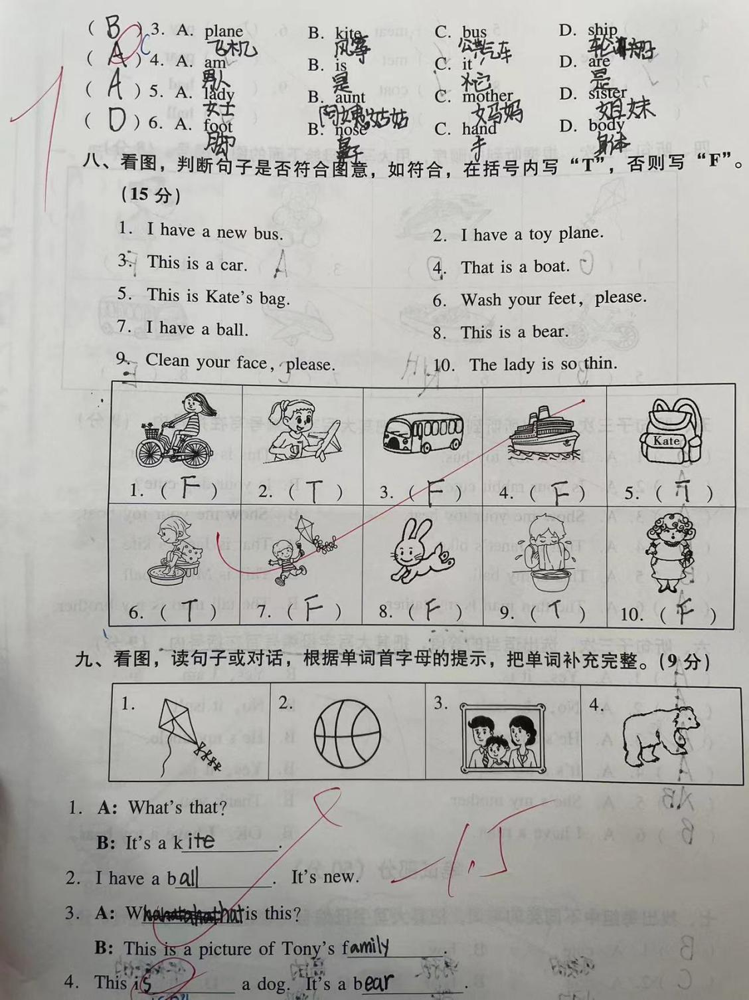 ( B ) 3. A. plane B. kite C. bus D. ship
C 飞机 风筝 公共汽车
( A ) 4. A. am B. is C. it D. are
是 它 是
( A ) 5. A. lady B. aunt C. mother D. sister
女士 阿姨 姑姑 妈妈 姐妹
( D ) 6. A. foot B. nose C. hand D. body
脚 鼻子 手 身体
八、看图，判断句子是否符合图意，如符合，在括号内写“T”，否则写“F”。
(15 分)
1. I have a new bus. 2. I have a toy plane.
3. This is a car. 4. That is a boat.
5. This is Kate's bag. 6. Wash your feet, please.
7. I have a ball. 8. This is a bear.
9. Clean your face, please. 10. The lady is so thin.
Kate
1. ( F ) 2. ( T ) 3. ( F ) 4. ( F ) 5. ( T )
6. ( T ) 7. ( F ) 8. ( F ) 9. ( T ) 10. ( F )
九、看图，读句子或对话，根据单词首字母的提示，把单词补充完整。(9 分)
1. 2. 3. 4.
1. A: What's that?
B: It's a kite.
-1.5
2. I have a ball. It's new.
3. A: What is this?
B: This is a picture of Tony's family.
4. This is a dog. It's a bear.